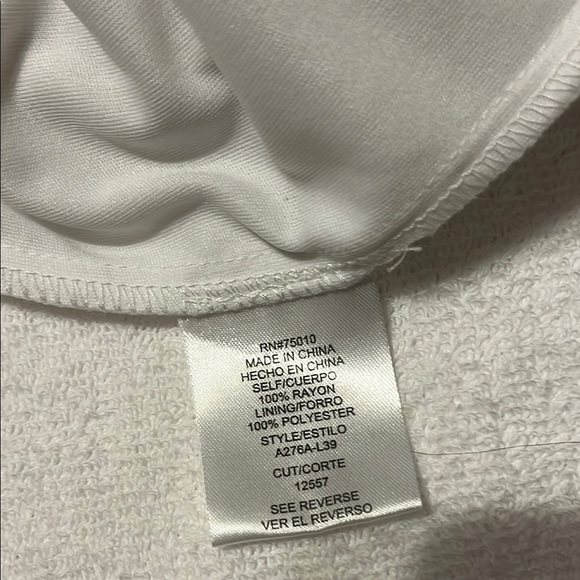 RN#75010
MADE IN CHINA
HECHO EN CHINA
SELF/CUERPO
100% RAYON
LINING/FORRO
100% POLYESTER
STYLE/ESTILO
A276A-L39
CUT/CORTE
12557
SEE REVERSE
VER EL REVERSO